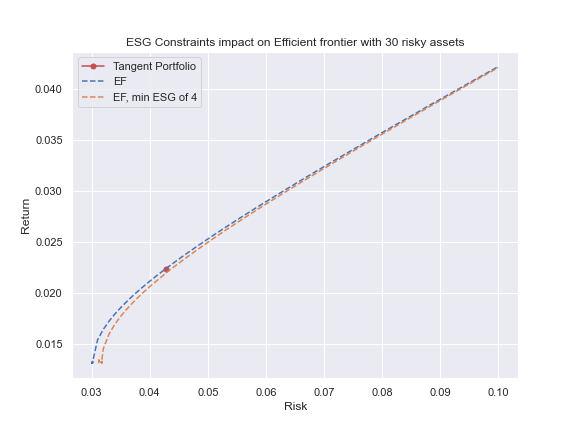 ESG Constraints impact on Efficient frontier with 30 risky assets
Tangent Portfolio
EF
EF, min ESG of 4
0.040
0.035
0.030
0.025
0.020
0.015
Return
0.03 0.04 0.05 0.06 0.07 0.08 0.09 0.10
Risk